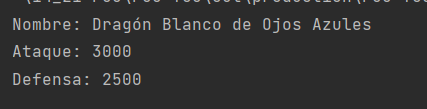 Nombre: Dragón Blanco de Ojos Azules
Ataque: 3000
Defensa: 2500